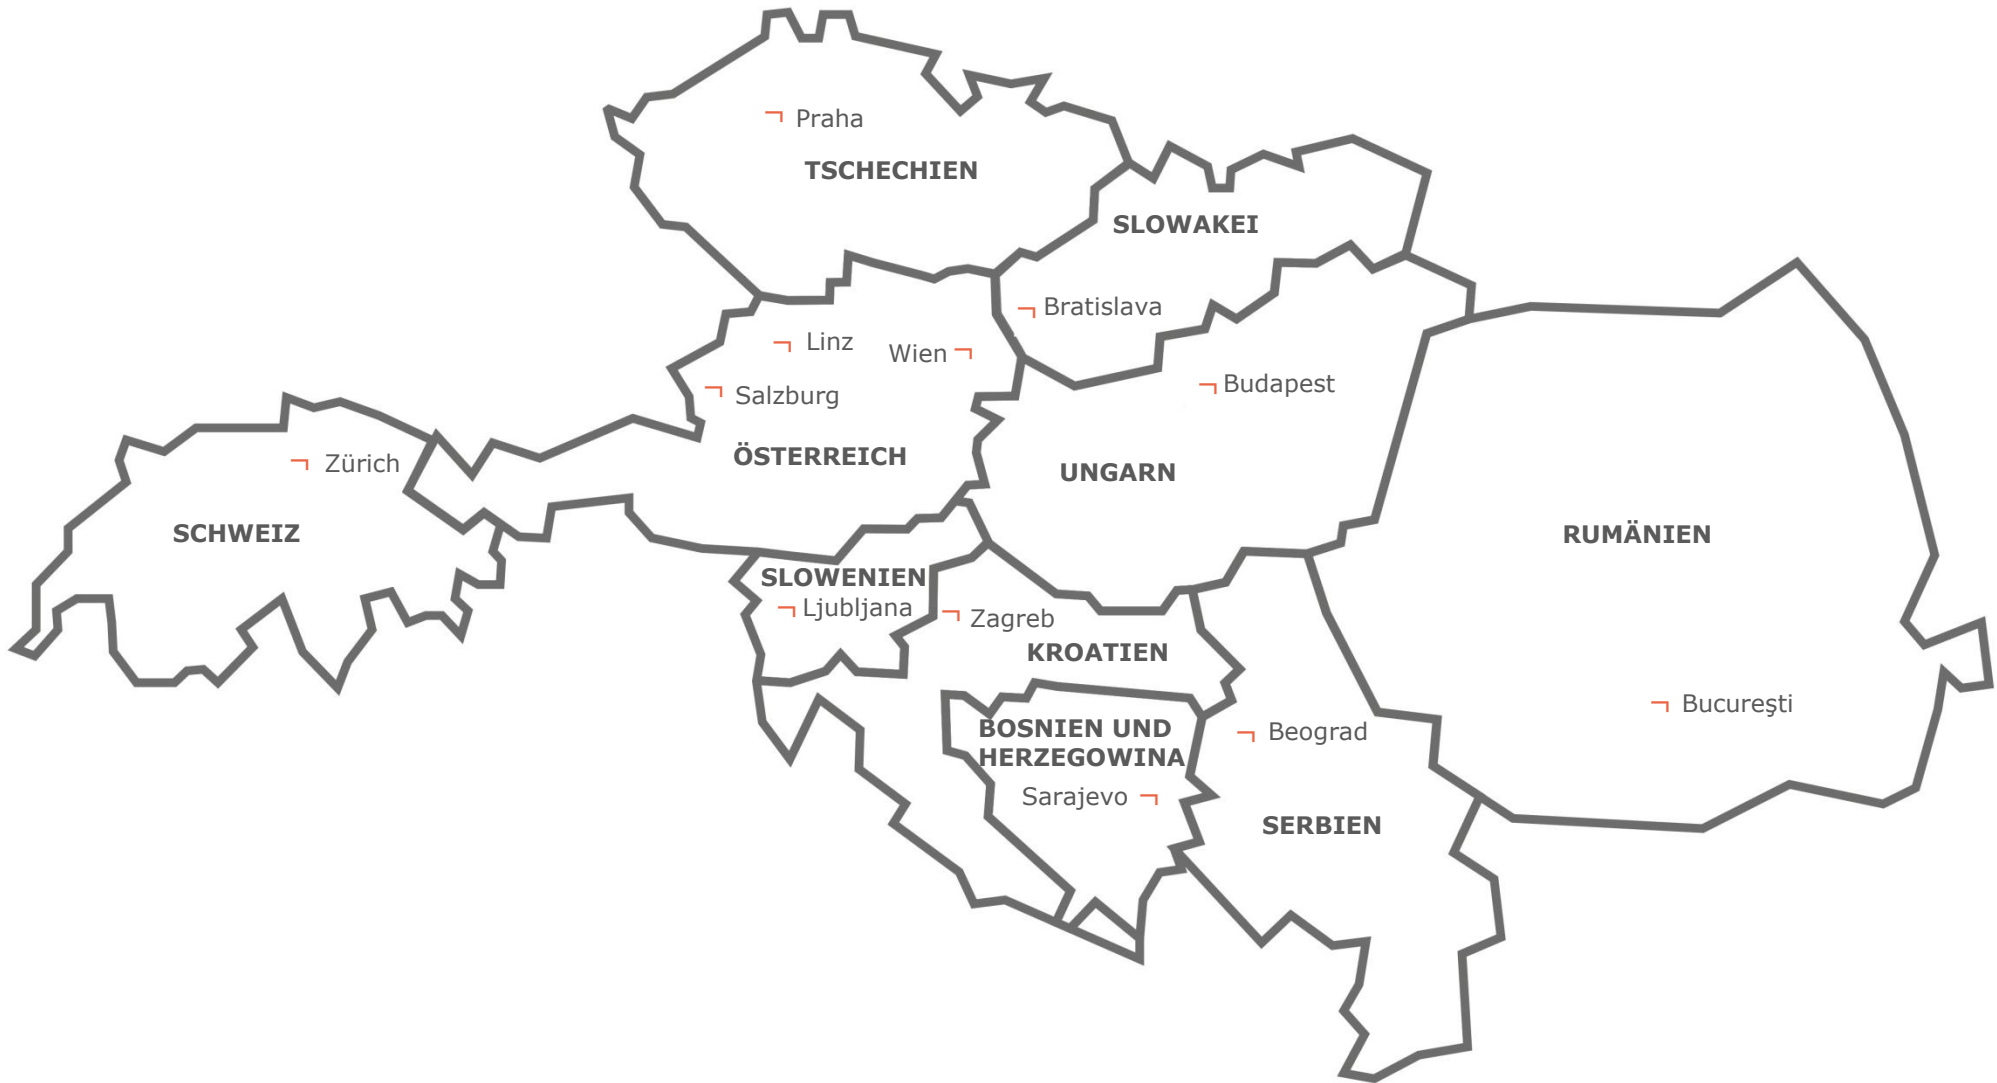 Praha
TSCHECHIEN
SLOWAKEI
Bratislava
Linz
Wien
Salzburg
Budapest
ÖSTERREICH
Zürich
UNGARN
SCHWEIZ
RUMÄNIEN
SLOWENIEN
Ljubljana
Zagreb
KROATIEN
BOSNIEN UND
HERZEGOWINA
Sarajevo
Beograd
Bucureşti
SERBIEN